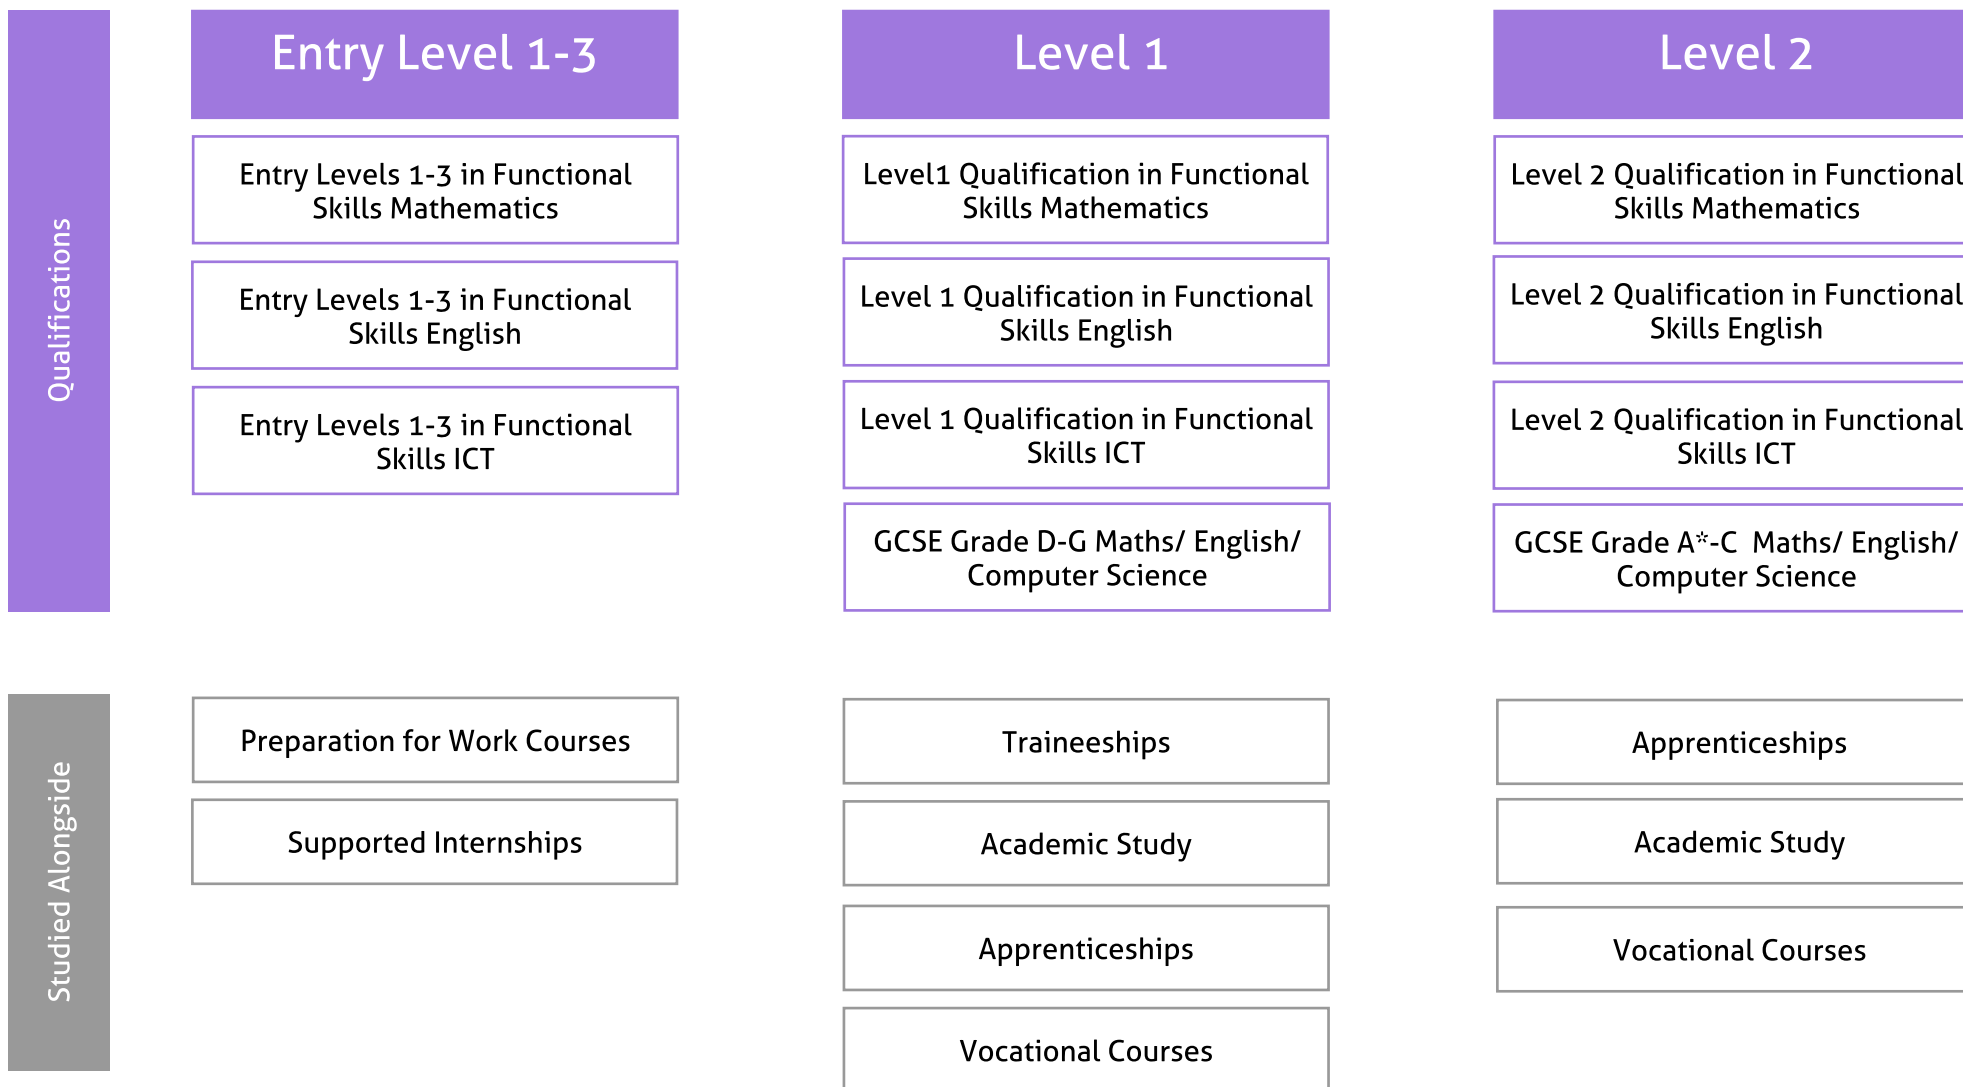 Qualifications
Entry Level 1-3
Entry Levels 1-3 in Functional
Skills Mathematics
Entry Levels 1-3 in Functional
Skills English
Entry Levels 1-3 in Functional
Skills ICT
Level 1
Level1 Qualification in Functional
Skills Mathematics
Level 1 Qualification in Functional
Skills English
Level 1 Qualification in Functional
Skills ICT
GCSE Grade D-G Maths/ English/
Computer Science
Level 2
Level 2 Qualification in Functional
Skills Mathematics
Level 2 Qualification in Functional
Skills English
Level 2 Qualification in Functional
Skills ICT
GCSE Grade A*-C  Maths/ English/
Computer Science
Studied Alongside
Preparation for Work Courses
Supported Internships
Traineeships
Academic Study
Apprenticeships
Vocational Courses
Apprenticeships
Academic Study
Vocational Courses